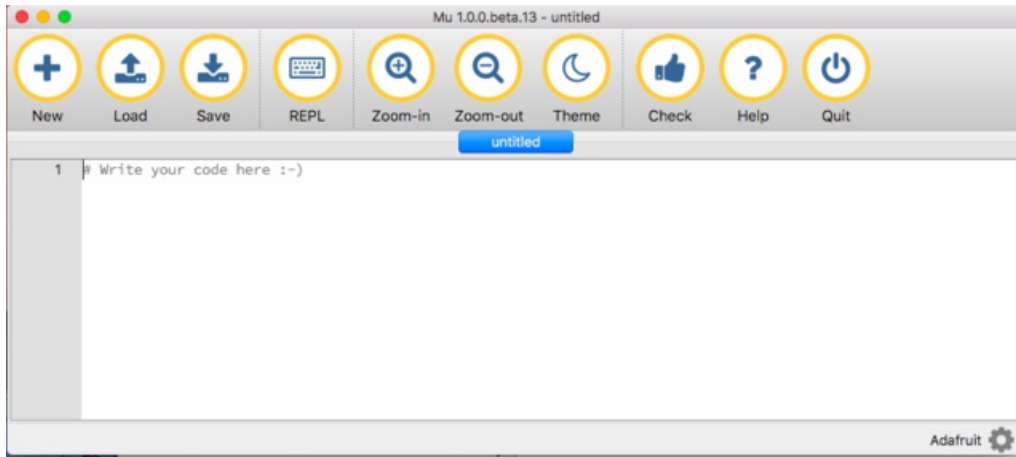 Mu 1.0.0.beta.13 - untitled
New Load Save REPL Zoom-in Zoom-out Theme Check Help Quit
untitled
1 # Write your code here :-)
Adafruit